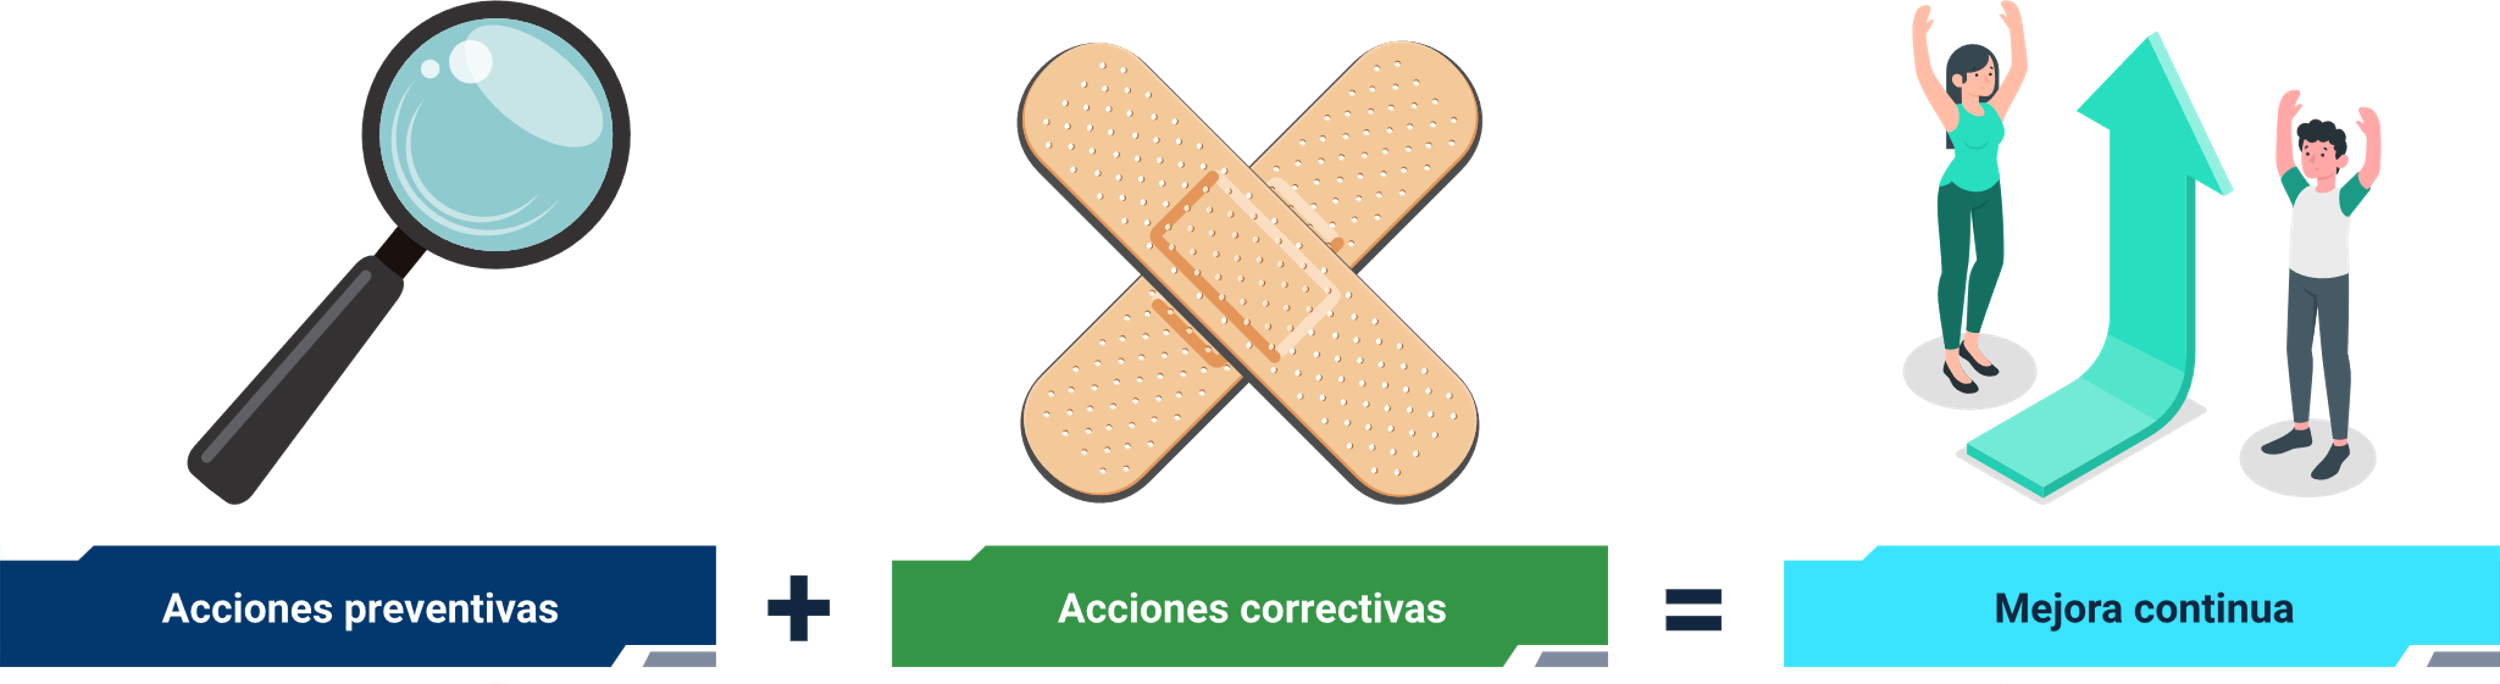 Acciones preventivas
+
Acciones correctivas
=
Mejora continua